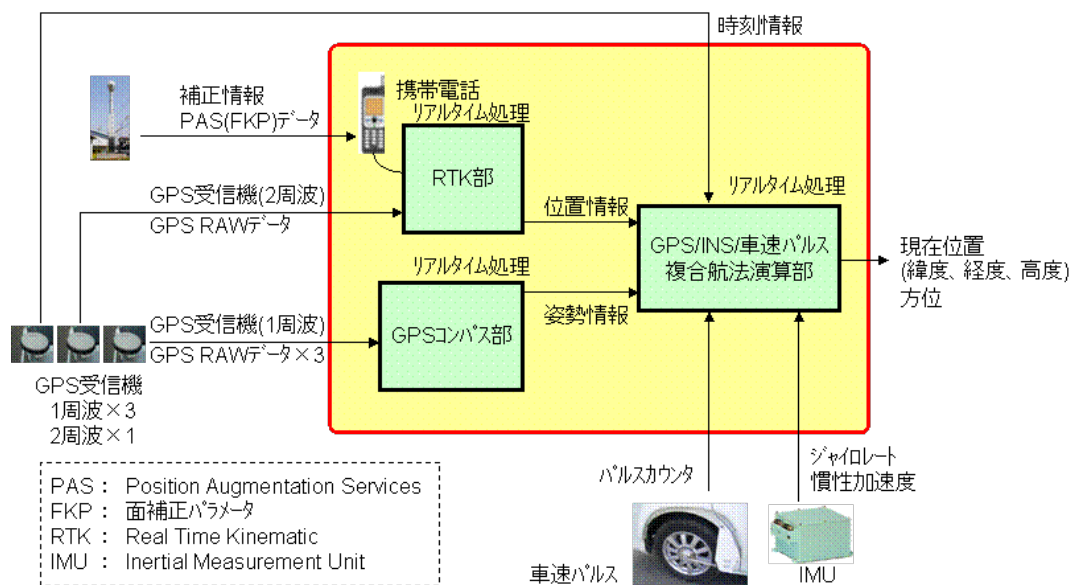 時刻情報
補正情報
PAS(FKP)データ
携帯電話
リアルタイム処理
RTK部
GPS受信機(2周波)
GPS RAWデータ
位置情報
リアルタイム処理
GPS/INS/車速パルス
複合航法演算部
現在位置
(緯度、経度、高度)
方位
リアルタイム処理
GPSコンパス部
姿勢情報
GPS受信機(1周波)
GPS RAWデータ×3
GPS受信機
1周波×3
2周波×1
パルスカウンタ
ジャイロレート
慣性加速度
PAS : Position Augmentation Services
FKP : 面補正パラメータ
RTK : Real Time Kinematic
IMU : Inertial Measurement Unit
車速パルス
IMU